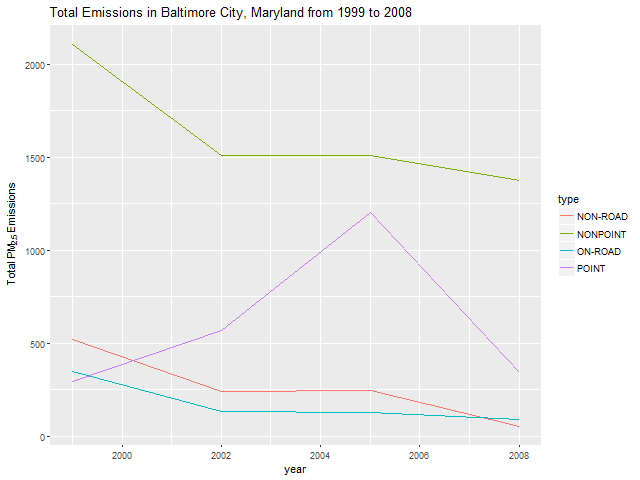 Total Emissions in Baltimore City, Maryland from 1999 to 2008
Total PM2.5 Emissions
2000
1500
1000
500
0
2000
2002
2004
2006
2008
year
type
NON-ROAD
NONPOINT
ON-ROAD
POINT